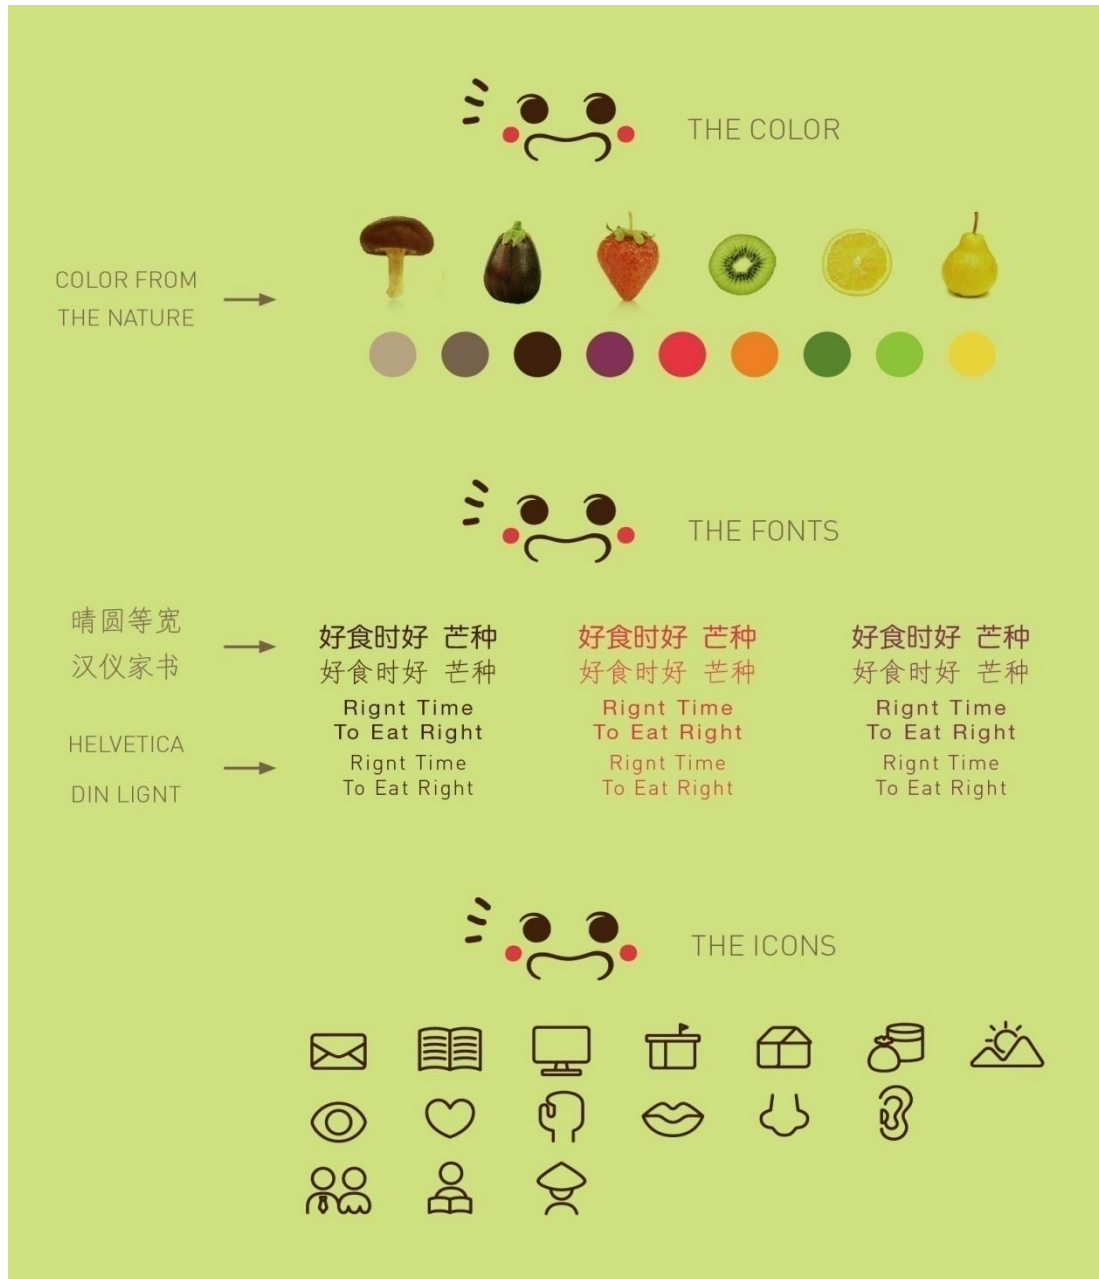 THE COLOR
COLOR FROM
THE NATURE
THE FONTS
晴圆等宽
汉仪家书
HELVETICA
DIN LIGNT
好食时好 芒种
好食时好 芒种
Rignt Time
To Eat Right
Rignt Time
To Eat Right
好食时好 芒种
好食时好 芒种
Rignt Time
To Eat Right
Rignt Time
To Eat Right
好食时好 芒种
好食时好 芒种
Rignt Time
To Eat Right
Rignt Time
To Eat Right
THE ICONS